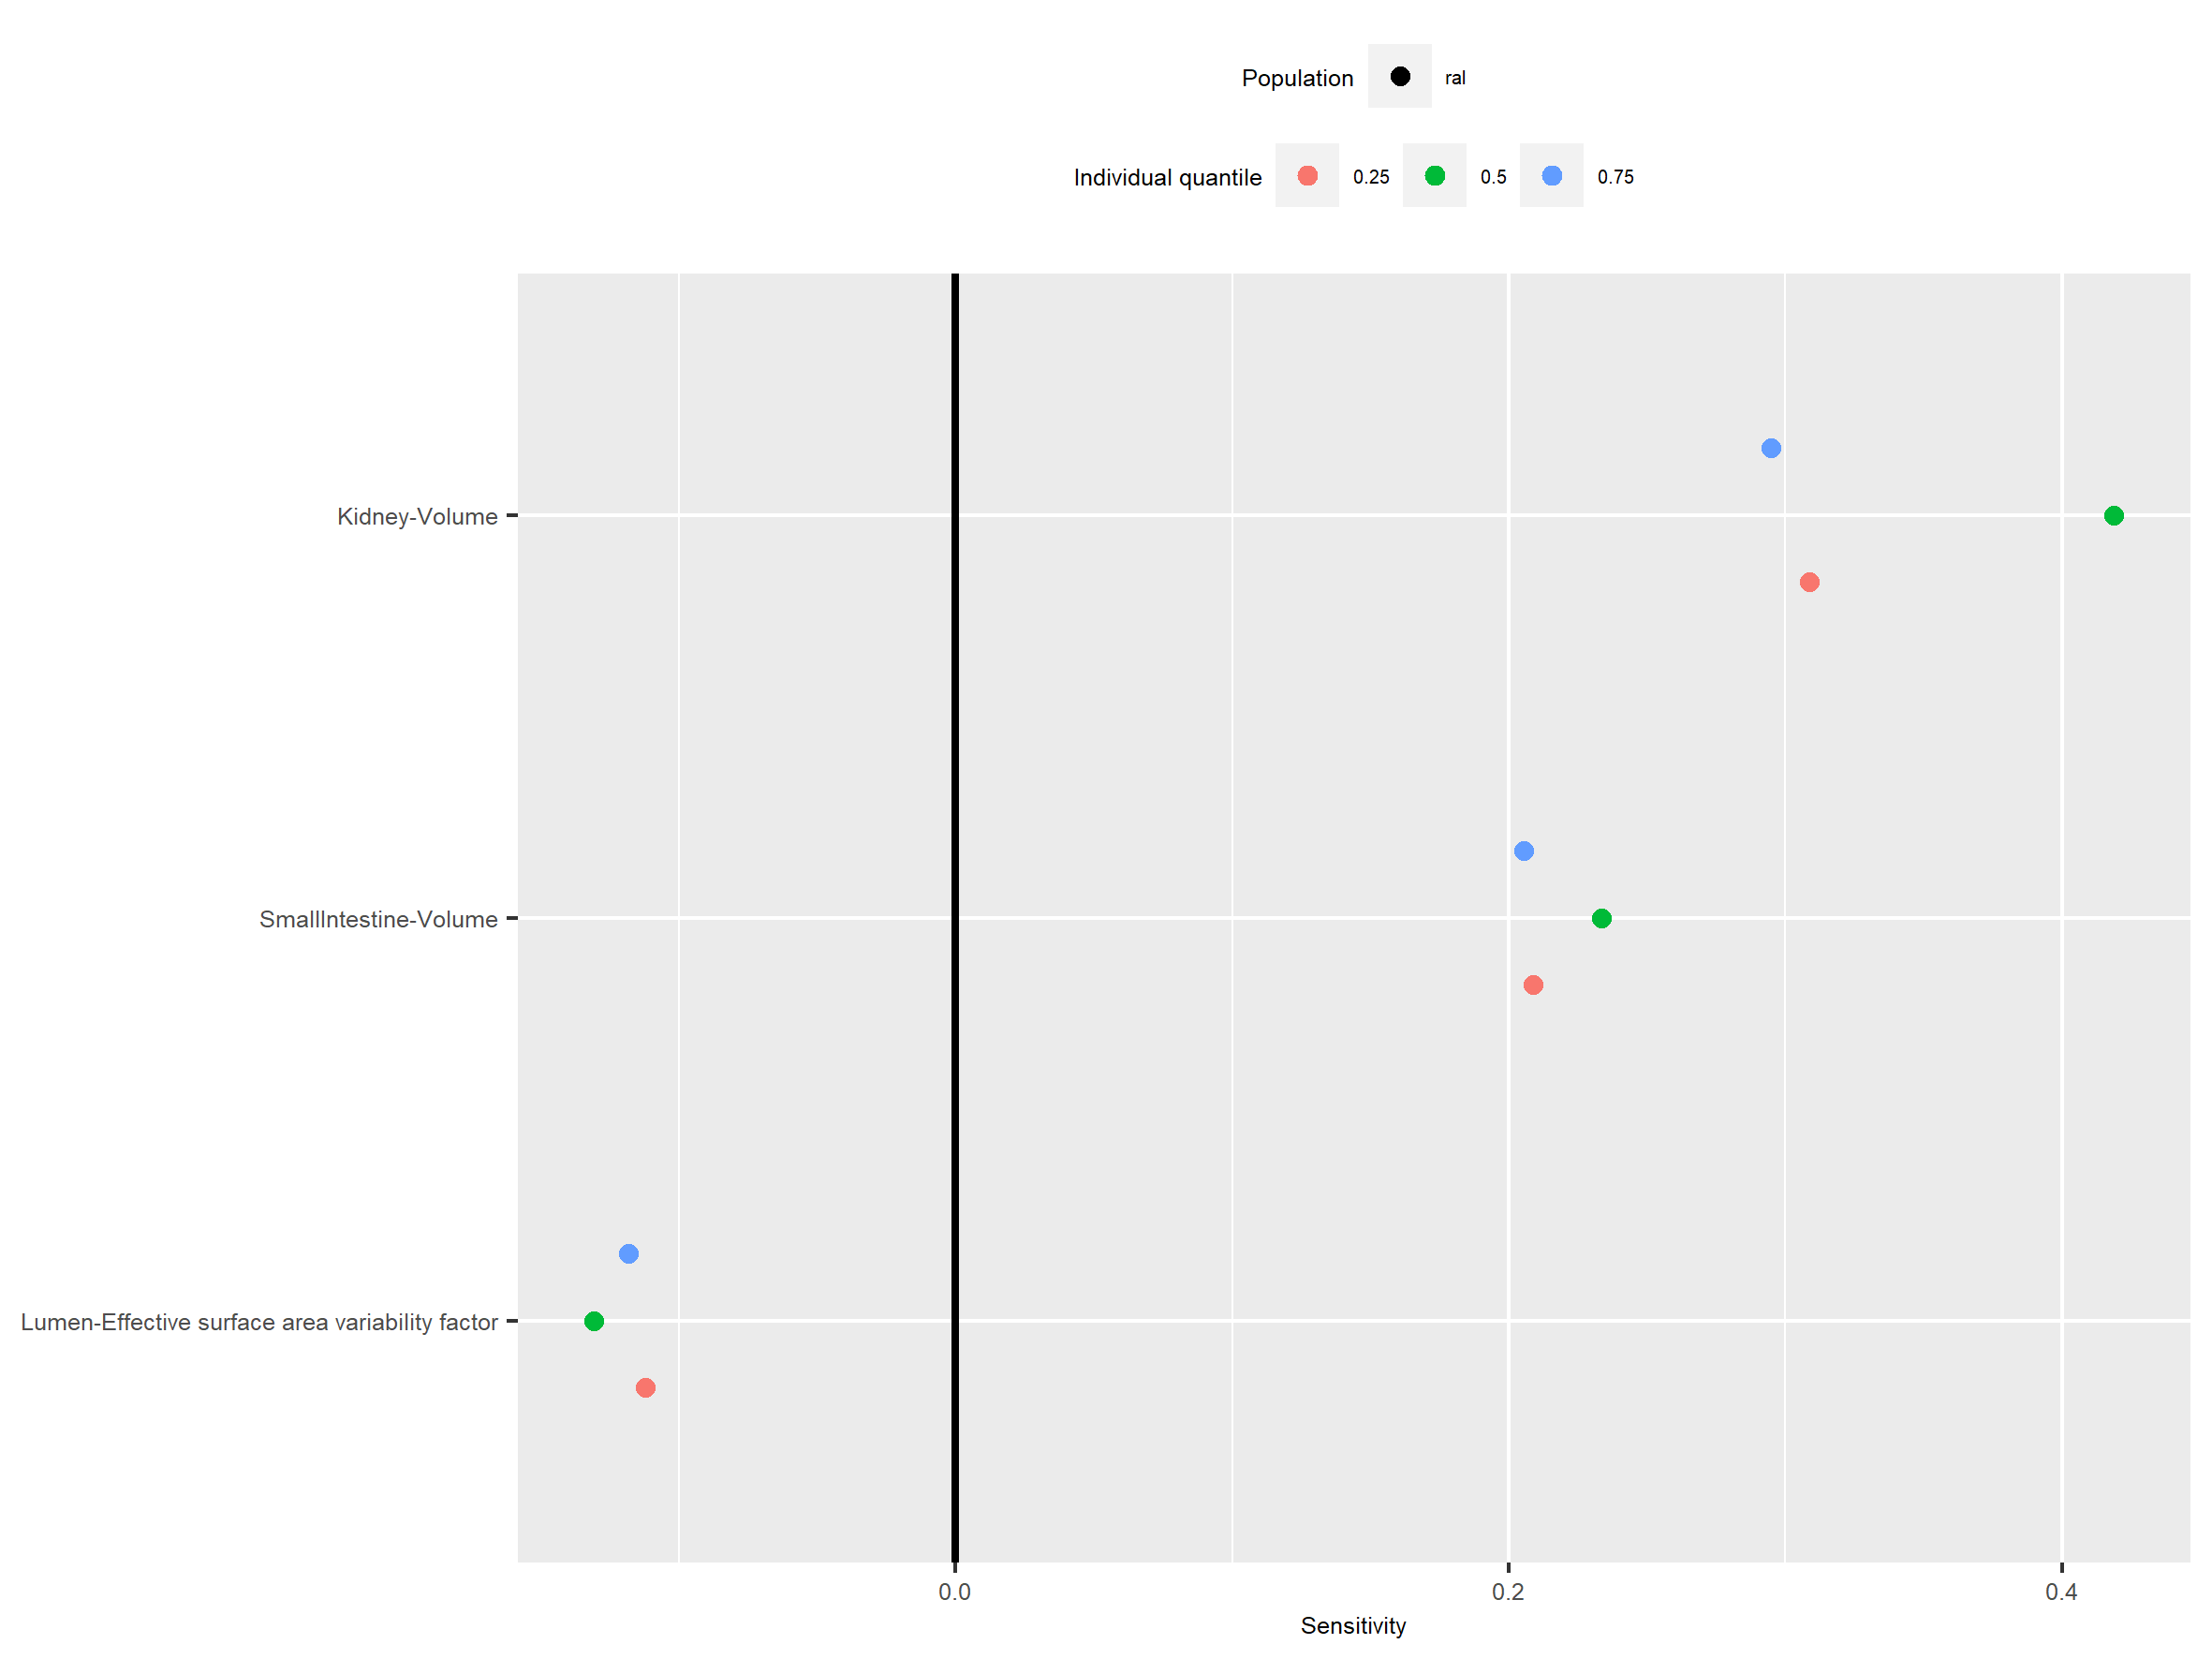 Population ral
Individual quantile 0.25 0.5 0.75
Kidney-Volume
SmallIntestine-Volume
Lumen-Effective surface area variability factor
0.0 0.2 0.4
Sensitivity